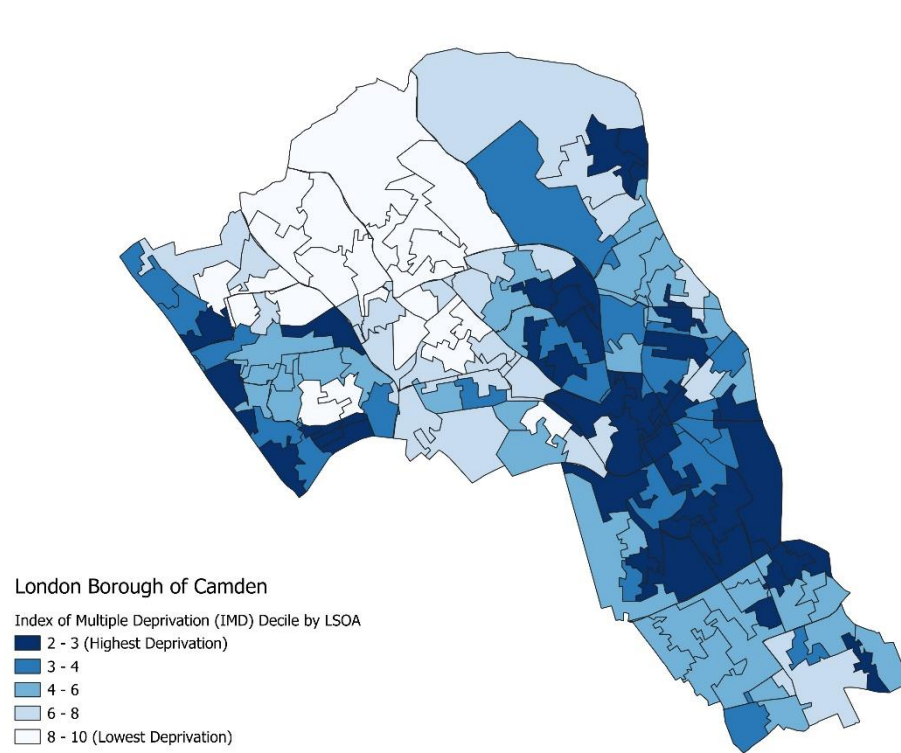 London Borough of Camden
Index of Multiple Deprivation (IMD) Decile by LSOA
2 - 3 (Highest Deprivation)
3 - 4
4 - 6
6 - 8
8 - 10 (Lowest Deprivation)